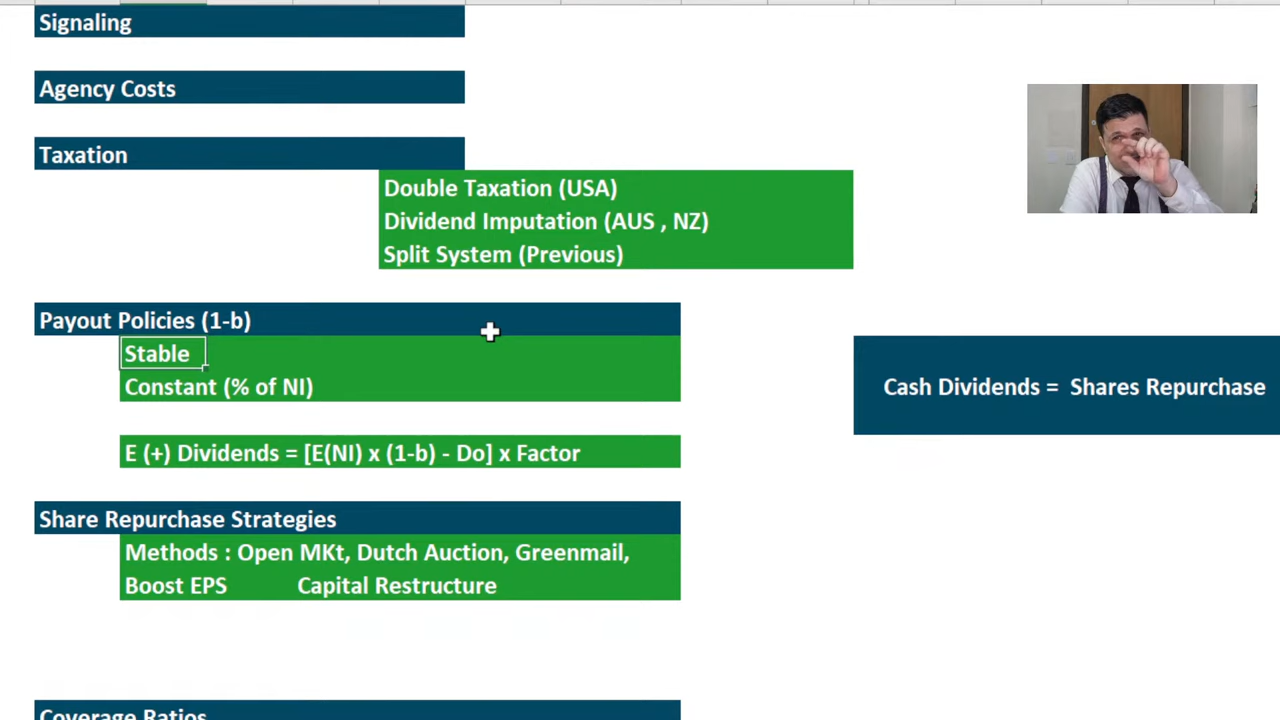 Signaling
Agency Costs
Taxation
Double Taxation (USA)
Dividend Imputation (AUS , NZ)
Split System (Previous)
Payout Policies (1-b)
Stable
Constant (% of NI)
Cash Dividends = Shares Repurchase
E (+) Dividends = [E(NI) x (1-b) - Do] x Factor
Share Repurchase Strategies
Methods : Open MKt, Dutch Auction, Greenmail,
Boost EPS Capital Restructure
Coverage Ratios